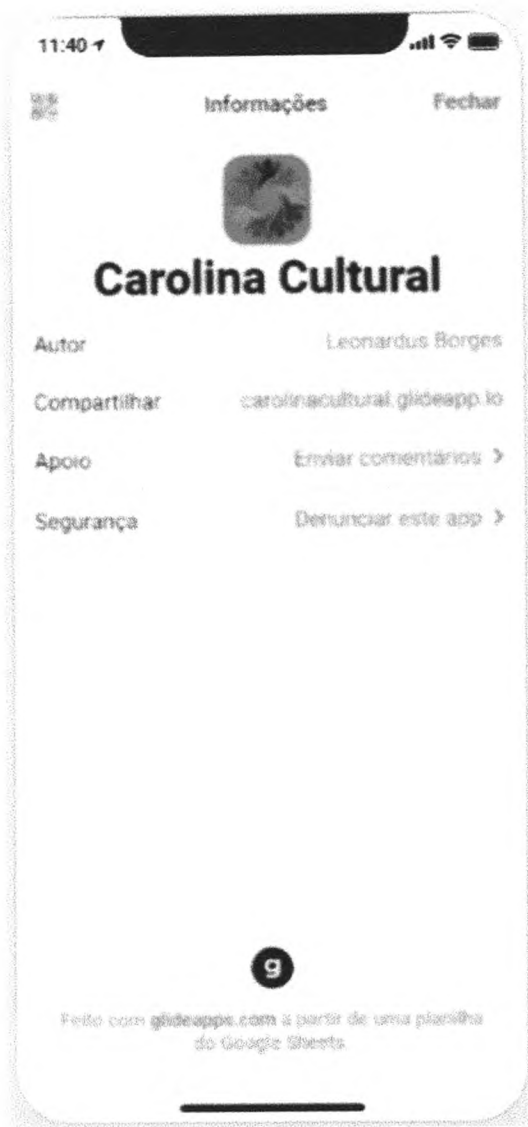 11:40
Informações Fechar
Carolina Cultural
Autor Leonardus Borges
Compartilhar carolinacultural.glideapp.io
Apoio Enviar comentários
Segurança Denunciar este app
g
Feito com glideapps.com a partir de uma planilha
do Google Sheets